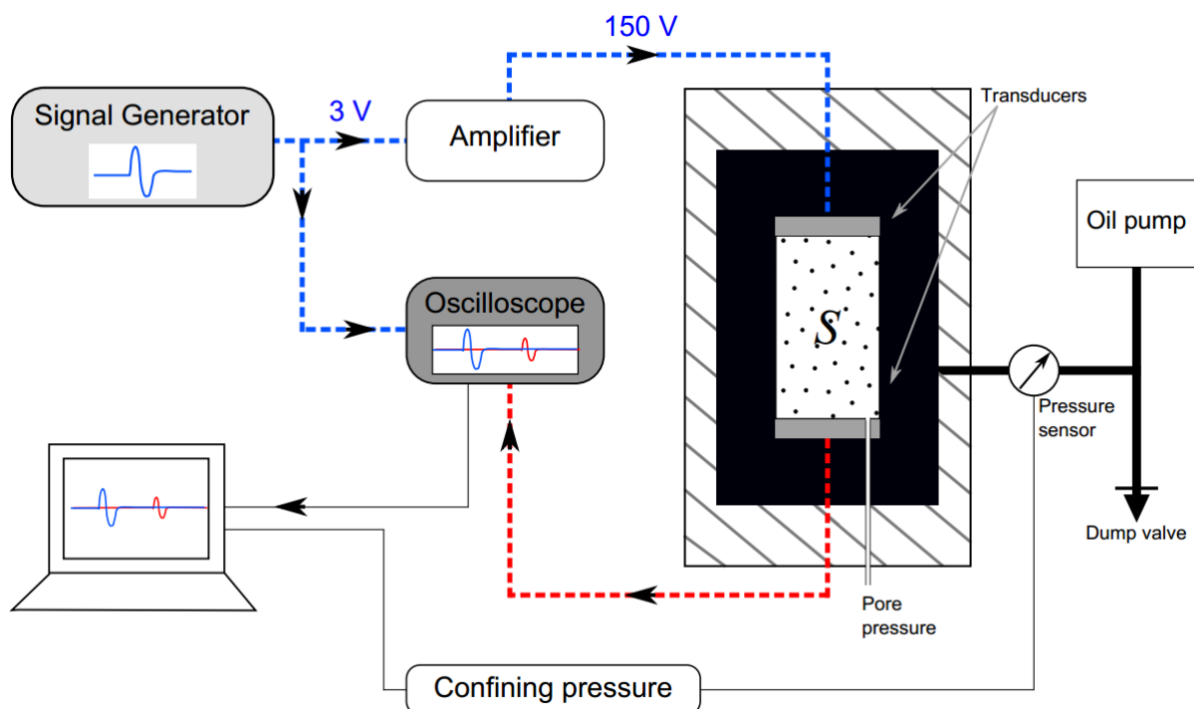 150 V
Signal Generator
3 V
Amplifier
Transducers
Oil pump
Oscilloscope
S
Pressure
sensor
Dump valve
Pore
pressure
Confining pressure